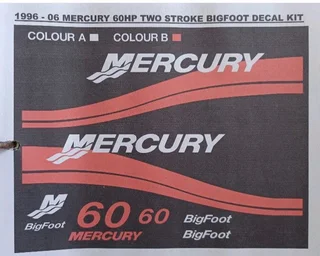 1996 - 06 MERCURY 60HP TWO STROKE BIGFOOT DECAL KIT
COLOUR A COLOUR B
MERCURY
MERCURY
BigFoot 60 60 BigFoot
MERCURY BigFoot